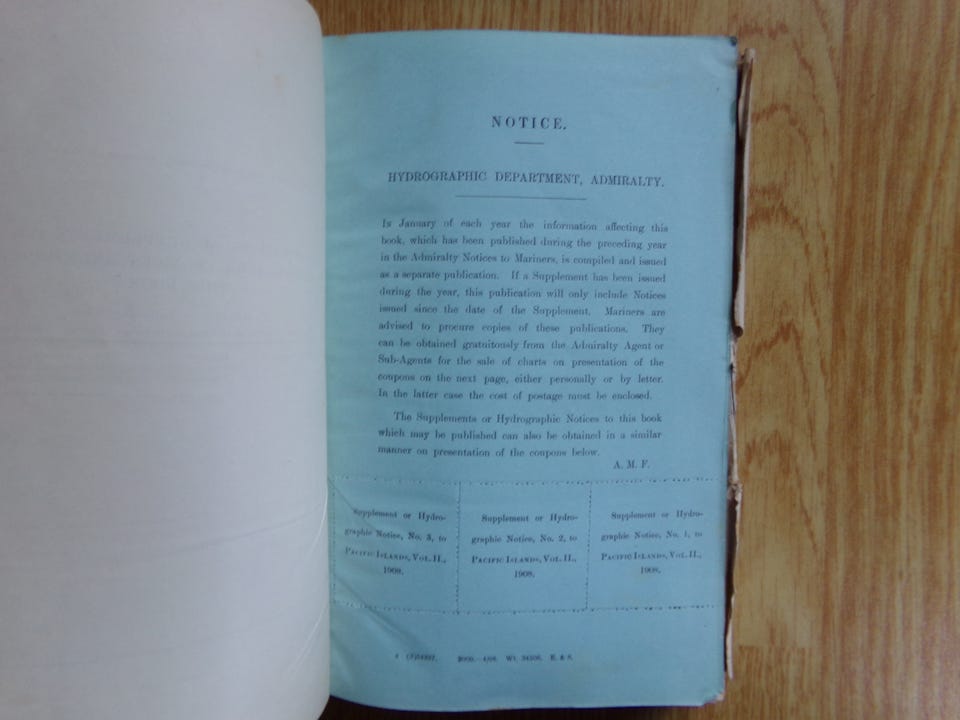 NOTICE.
HYDROGRAPHIC DEPARTMENT, ADMIRALTY.
In January of each year the information affecting this
book, which has been published during the preceding year
in the Admiralty Notices to Mariners, is compiled and issued
as a separate publication. If a Supplement has been issued
during the year, this publication will only include Notices
issued since the date of the Supplement. Mariners are
advised to procure copies of these publications. They
can be obtained gratuitously from the Admiralty Agent or
Sub-Agents for the sale of charts on presentation of the
coupons on the next page, either personally or by letter.
In the latter case the cost of postage must be enclosed.
The Supplements or Hydrographic Notices to this book
which may be published can also be obtained in a similar
manner on presentation of the coupons below.
A. M. F.
Supplement or Hydro-
graphic Notice, No. 3, to
PACIFIC ISLANDS, VOL. II.,
1908.
Supplement or Hydro-
graphic Notice, No. 2, to
PACIFIC ISLANDS, VOL. II.,
1908.
Supplement or Hydro-
graphic Notice, No. 1, to
PACIFIC ISLANDS, VOL. II.,
1908.
E. & S.